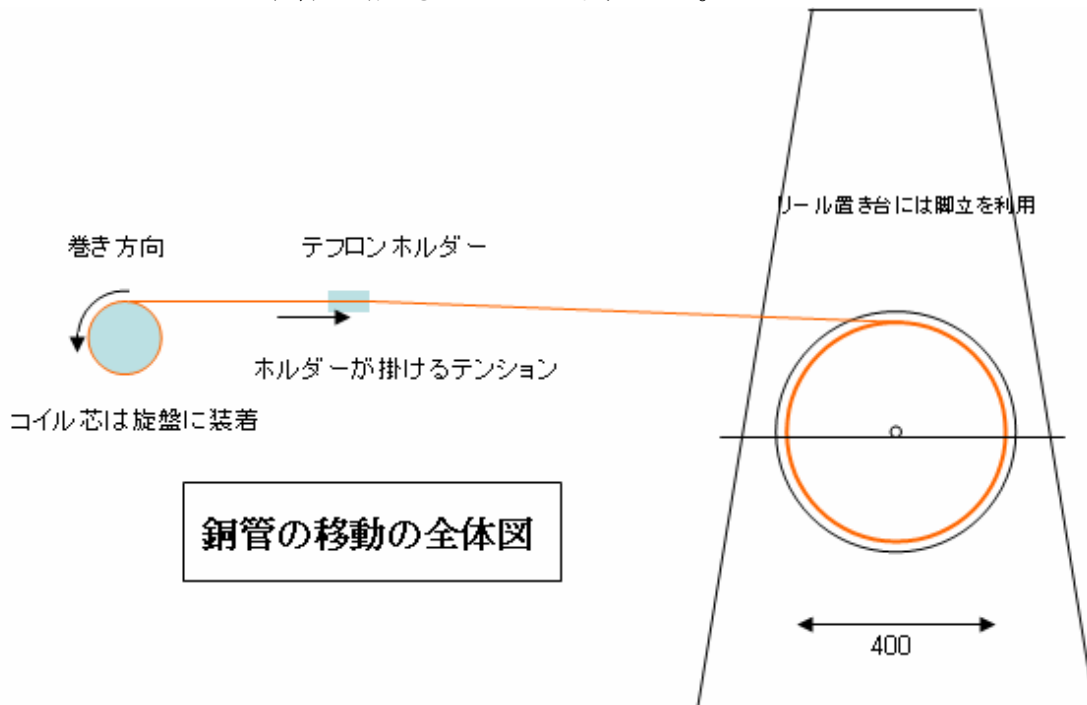 リール置き台には脚立を利用
巻き方向
テフロンホルダー
ホルダーが掛けるテンション
コイル芯は旋盤に装着
銅管の移動の全体図
400